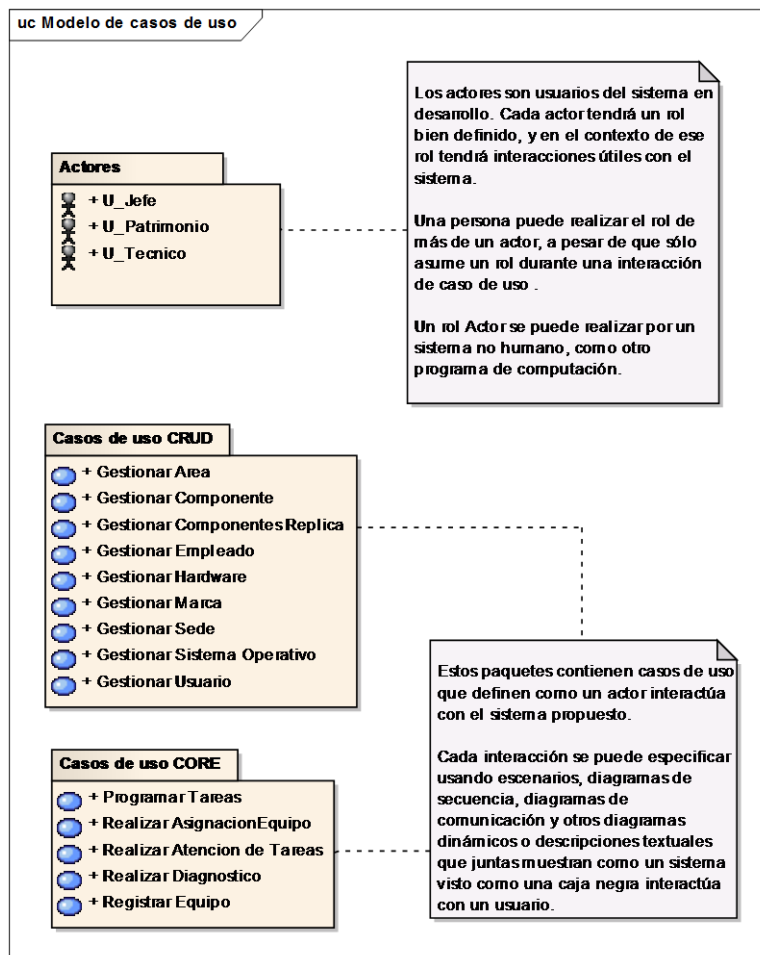 uc Modelo de casos de uso
Los actores son usuarios del sistema en
desarrollo. Cada actor tendrá un rol
bien definido, y en el contexto de ese
rol tendrá interacciones útiles con el
sistema.
Una persona puede realizar el rol de
más de un actor, a pesar de que sólo
asume un rol durante una interacción
de caso de uso .
Un rol Actor se puede realizar por un
sistema no humano, como otro
programa de computación.
Actores
+ U_Jefe
+ U_Patrimonio
+ U_Tecnico
Casos de uso CRUD
+ Gestionar Area
+ Gestionar Componente
+ Gestionar ComponentesReplica
+ Gestionar Empleado
+ Gestionar Hardware
+ Gestionar Marca
+ Gestionar Sede
+ Gestionar Sistema Operativo
+ Gestionar Usuario
Estos paquetes contienen casos de uso
que definen como un actor interactúa
con el sistema propuesto.
Cada interacción se puede especificar
usando escenarios, diagramas de
secuencia, diagramas de
comunicación y otros diagramas
dinámicos o descripciones textuales
que juntas muestran como un sistema
visto como una caja negra interactúa
con un usuario.
Casos de uso CORE
+ Programar Tareas
+ Realizar AsignacionEquipo
+ Realizar Atencion de Tareas
+ Realizar Diagnostico
+ Registrar Equipo